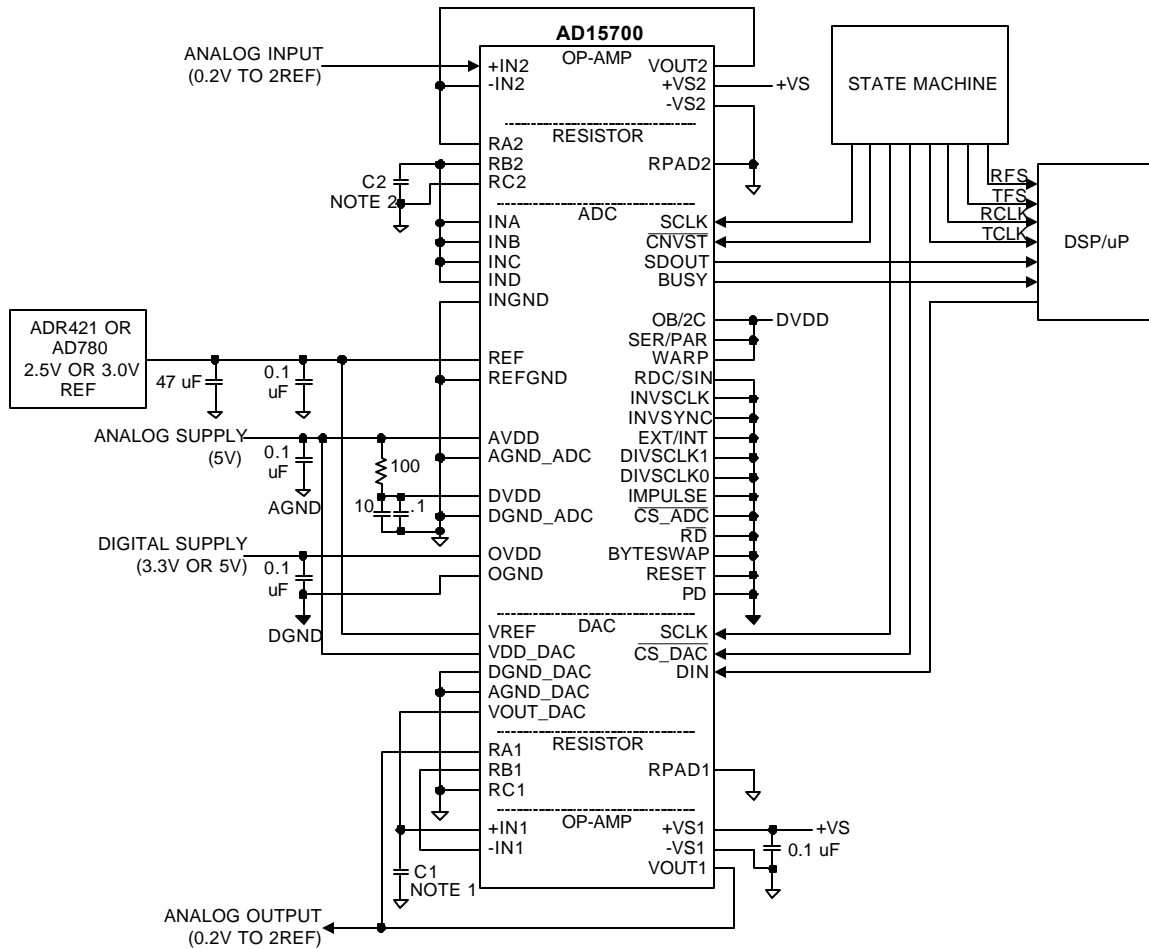 AD15700
OP-AMP
ANALOG INPUT
(0.2V TO 2REF)
+IN2
-IN2
VOUT2
+VS2
-VS2
+VS
STATE MACHINE
RESISTOR
RA2
RB2
RC2
RPAD2
C2
NOTE 2
ADC
INA
INB
INC
IND
INGND
SCLK
CNVST
SDOUT
BUSY
RFS
TFS
RCLK
TCLK
DSP/uP
ADR421 OR
AD780
2.5V OR 3.0V
REF
47 uF
0.1
uF
REF
REFGND
OB/2C
SER/PAR
WARP
DVDD
RDC/SIN
INVSCLK
INVSYNC
EXT/INT
DIVSCLK1
DIVSCLK0
IMPULSE
CS_ADC
RD
BYTESWAP
RESET
PD
ANALOG SUPPLY
(5V)
0.1
uF
AGND
100
10
.1
AVDD
AGND_ADC
DVDD
DGND_ADC
DIGITAL SUPPLY
(3.3V OR 5V)
0.1
uF
DGND
OVDD
OGND
DAC
VREF
VDD_DAC
DGND_DAC
AGND_DAC
VOUT_DAC
SCLK
CS_DAC
DIN
RESISTOR
RA1
RB1
RC1
RPAD1
OP-AMP
+IN1
-IN1
+VS1
-VS1
VOUT1
+VS
0.1 uF
C1
NOTE 1
ANALOG OUTPUT
(0.2V TO 2REF)